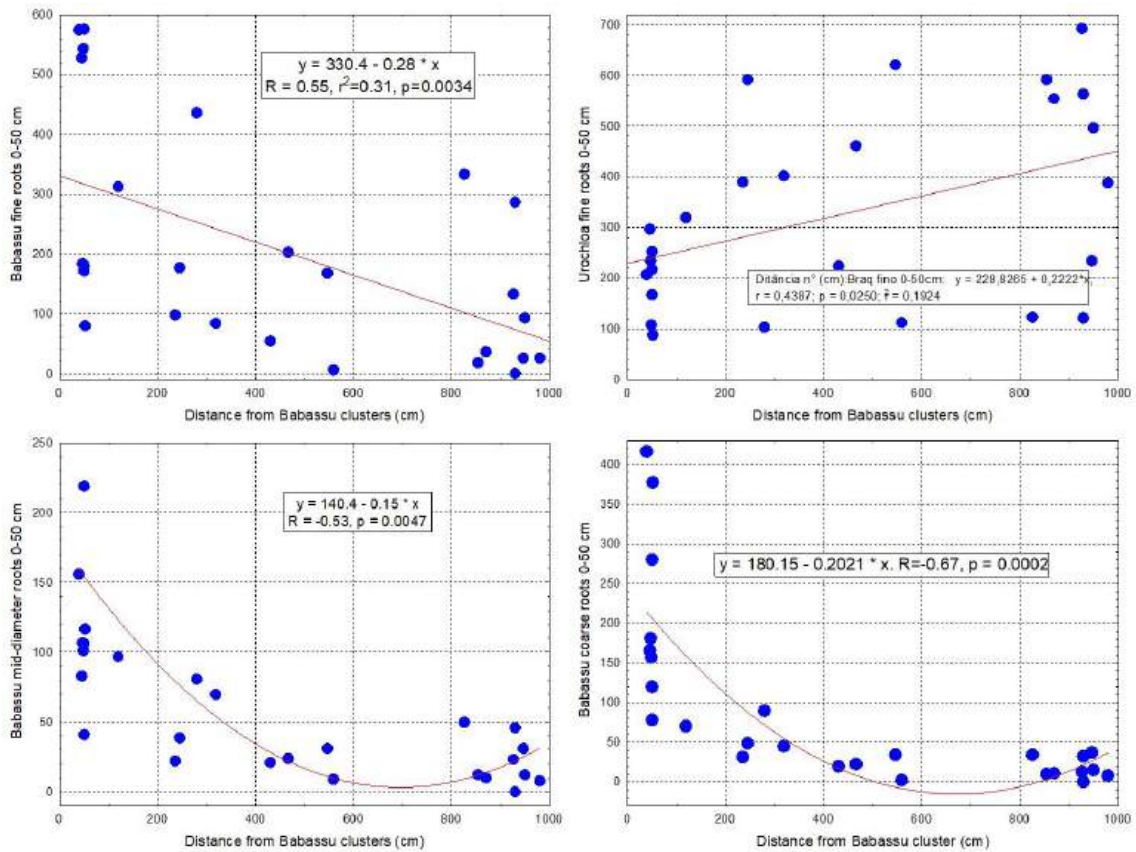 600
500
400
300
200
100
0
Babassu fine roots 0-50 cm
y = 330.4 - 0.28 * x
R = 0.55, r²=0.31, p=0.0034
0 200 400 600 800 1000
Distance from Babassu clusters (cm)
700
600
500
400
300
200
100
0
Urochloa fine roots 0-50 cm
Ditância n° (cm):Braq fino 0-50cm: y = 228,8265 + 0,2222*x;
r = 0,4387; p = 0,0250; r² = 0,1924
0 200 400 600 800 1000
Distance from Babassu clusters (cm)
250
200
150
100
50
0
Babassu mid-diameter roots 0-50 cm
y = 140.4 - 0.15 * x
R = -0.53, p = 0.0047
0 200 400 600 800 1000
Distance from Babassu clusters (cm)
400
350
300
250
200
150
100
50
0
Babassu coarse roots 0-50 cm
y = 180.15 - 0.2021 * x. R=-0.67, p = 0.0002
0 200 400 600 800 1000
Distance from Babassu cluster (cm)